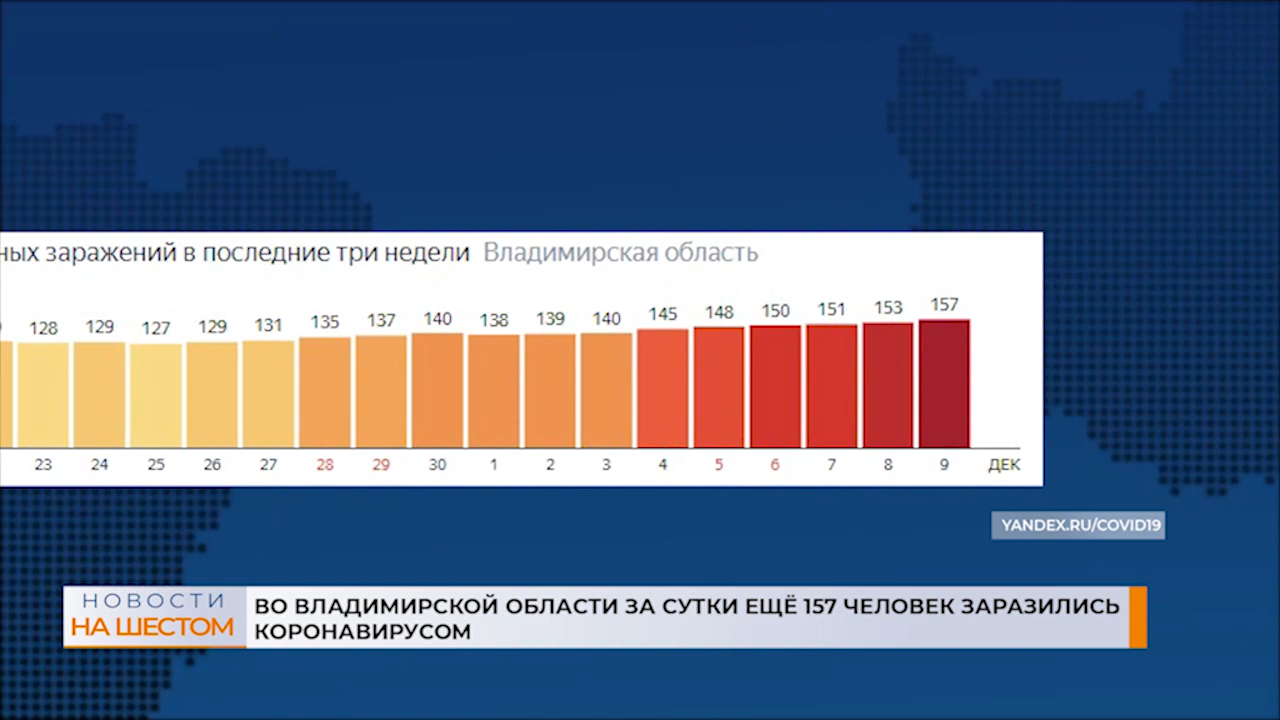 ных заражений в последние три недели Владимирская область
128 129 127 129 131 135 137 140 138 139 140 145 148 150 151 153 157
23 24 25 26 27 28 29 30 1 2 3 4 5 6 7 8 9 ДЕК
YANDEX.RU/COVID19
НОВОСТИ
НА ШЕСТОМ
ВО ВЛАДИМИРСКОЙ ОБЛАСТИ ЗА СУТКИ ЕЩЁ 157 ЧЕЛОВЕК ЗАРАЗИЛИСЬ
КОРОНАВИРУСОМ